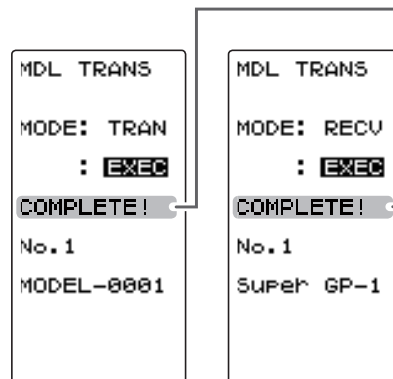 MDL TRANS
MODE: TRAN
: EXEC
COMPLETE!
No.1
MODEL-0001
MDL TRANS
MODE: RECV
: EXEC
COMPLETE!
No.1
Super GP-1